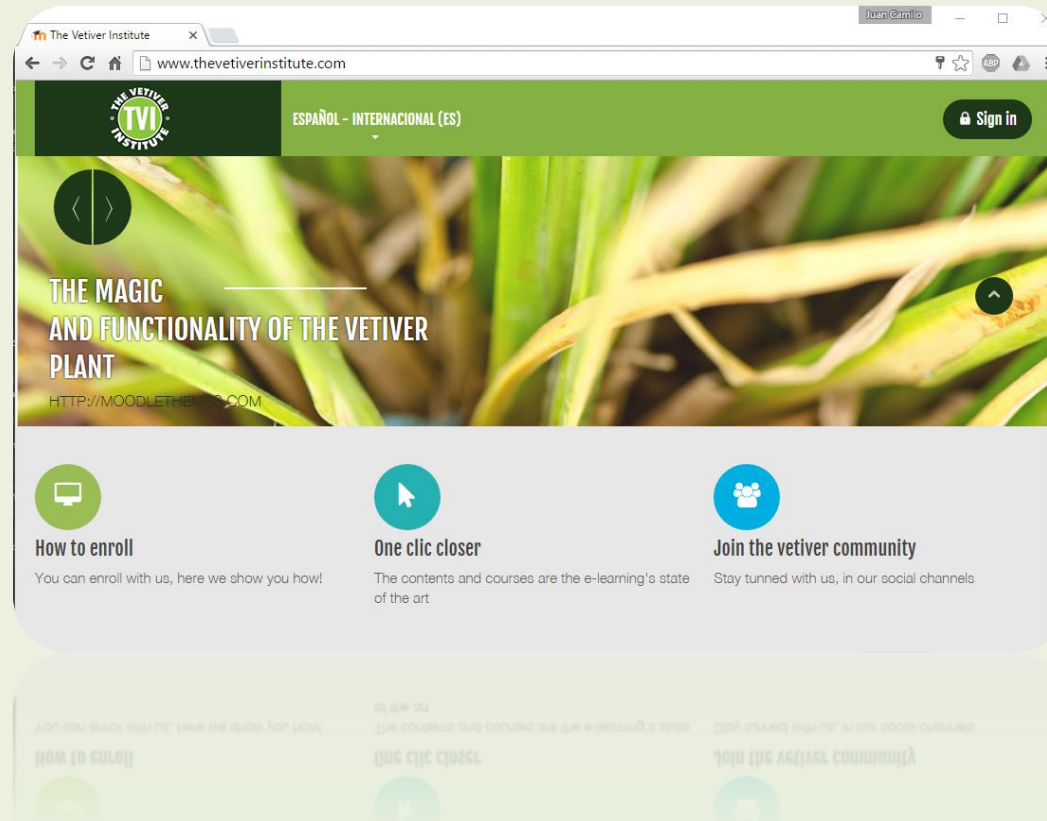 Juan Camilo
The Vetiver Institute
www.thevetiverinstitute.com
ABP
THE VETIVER
TVI
INSTITUTE
ESPAÑOL - INTERNACIONAL (ES)
Sign in
THE MAGIC
AND FUNCTIONALITY OF THE VETIVER
PLANT
HTTP://MOODLETHEMES.COM
How to enroll
You can enroll with us, here we show you how!
One clic closer
The contents and courses are the e-learning's state
of the art
Join the vetiver community
Stay tunned with us, in our social channels